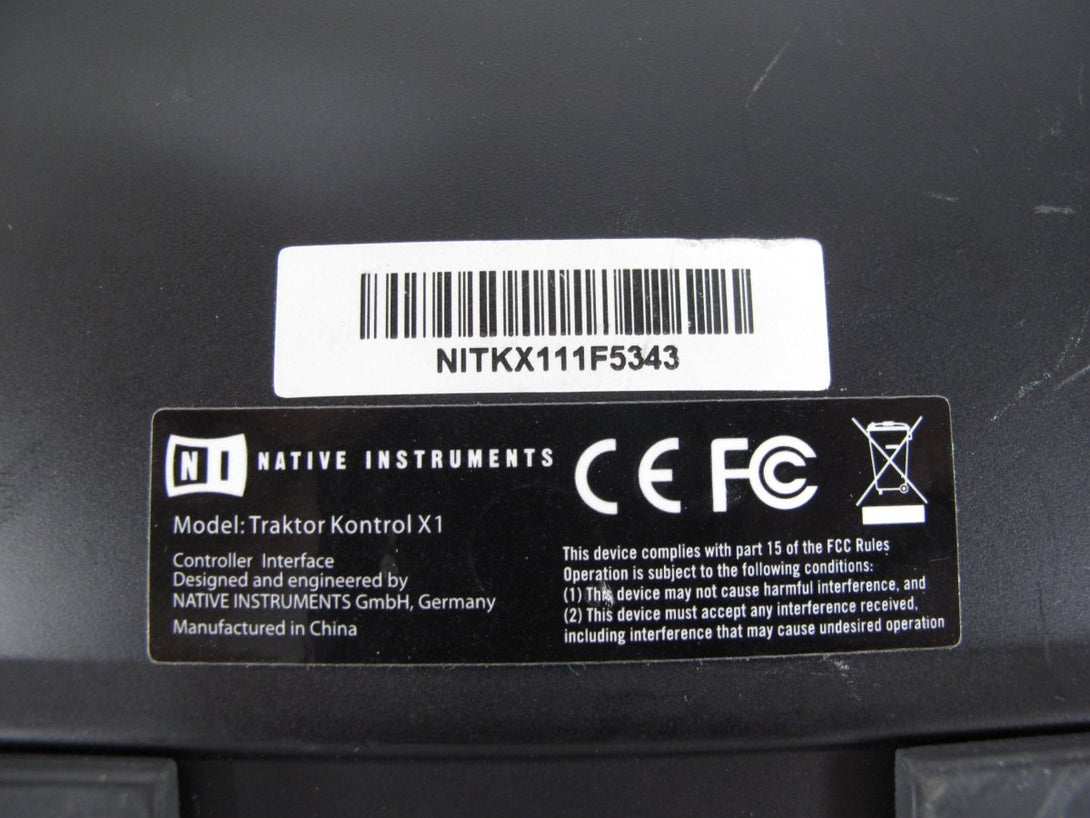 NITKX111F5343
NI NATIVE INSTRUMENTS CE FC
Model: Traktor Kontrol X1
Controller Interface
Designed and engineered by
NATIVE INSTRUMENTS GmbH, Germany
Manufactured in China
This device complies with part 15 of the FCC Rules
Operation is subject to the following conditions:
(1) This device may not cause harmful interference, and
(2) This device must accept any interference received,
including interference that may cause undesired operation